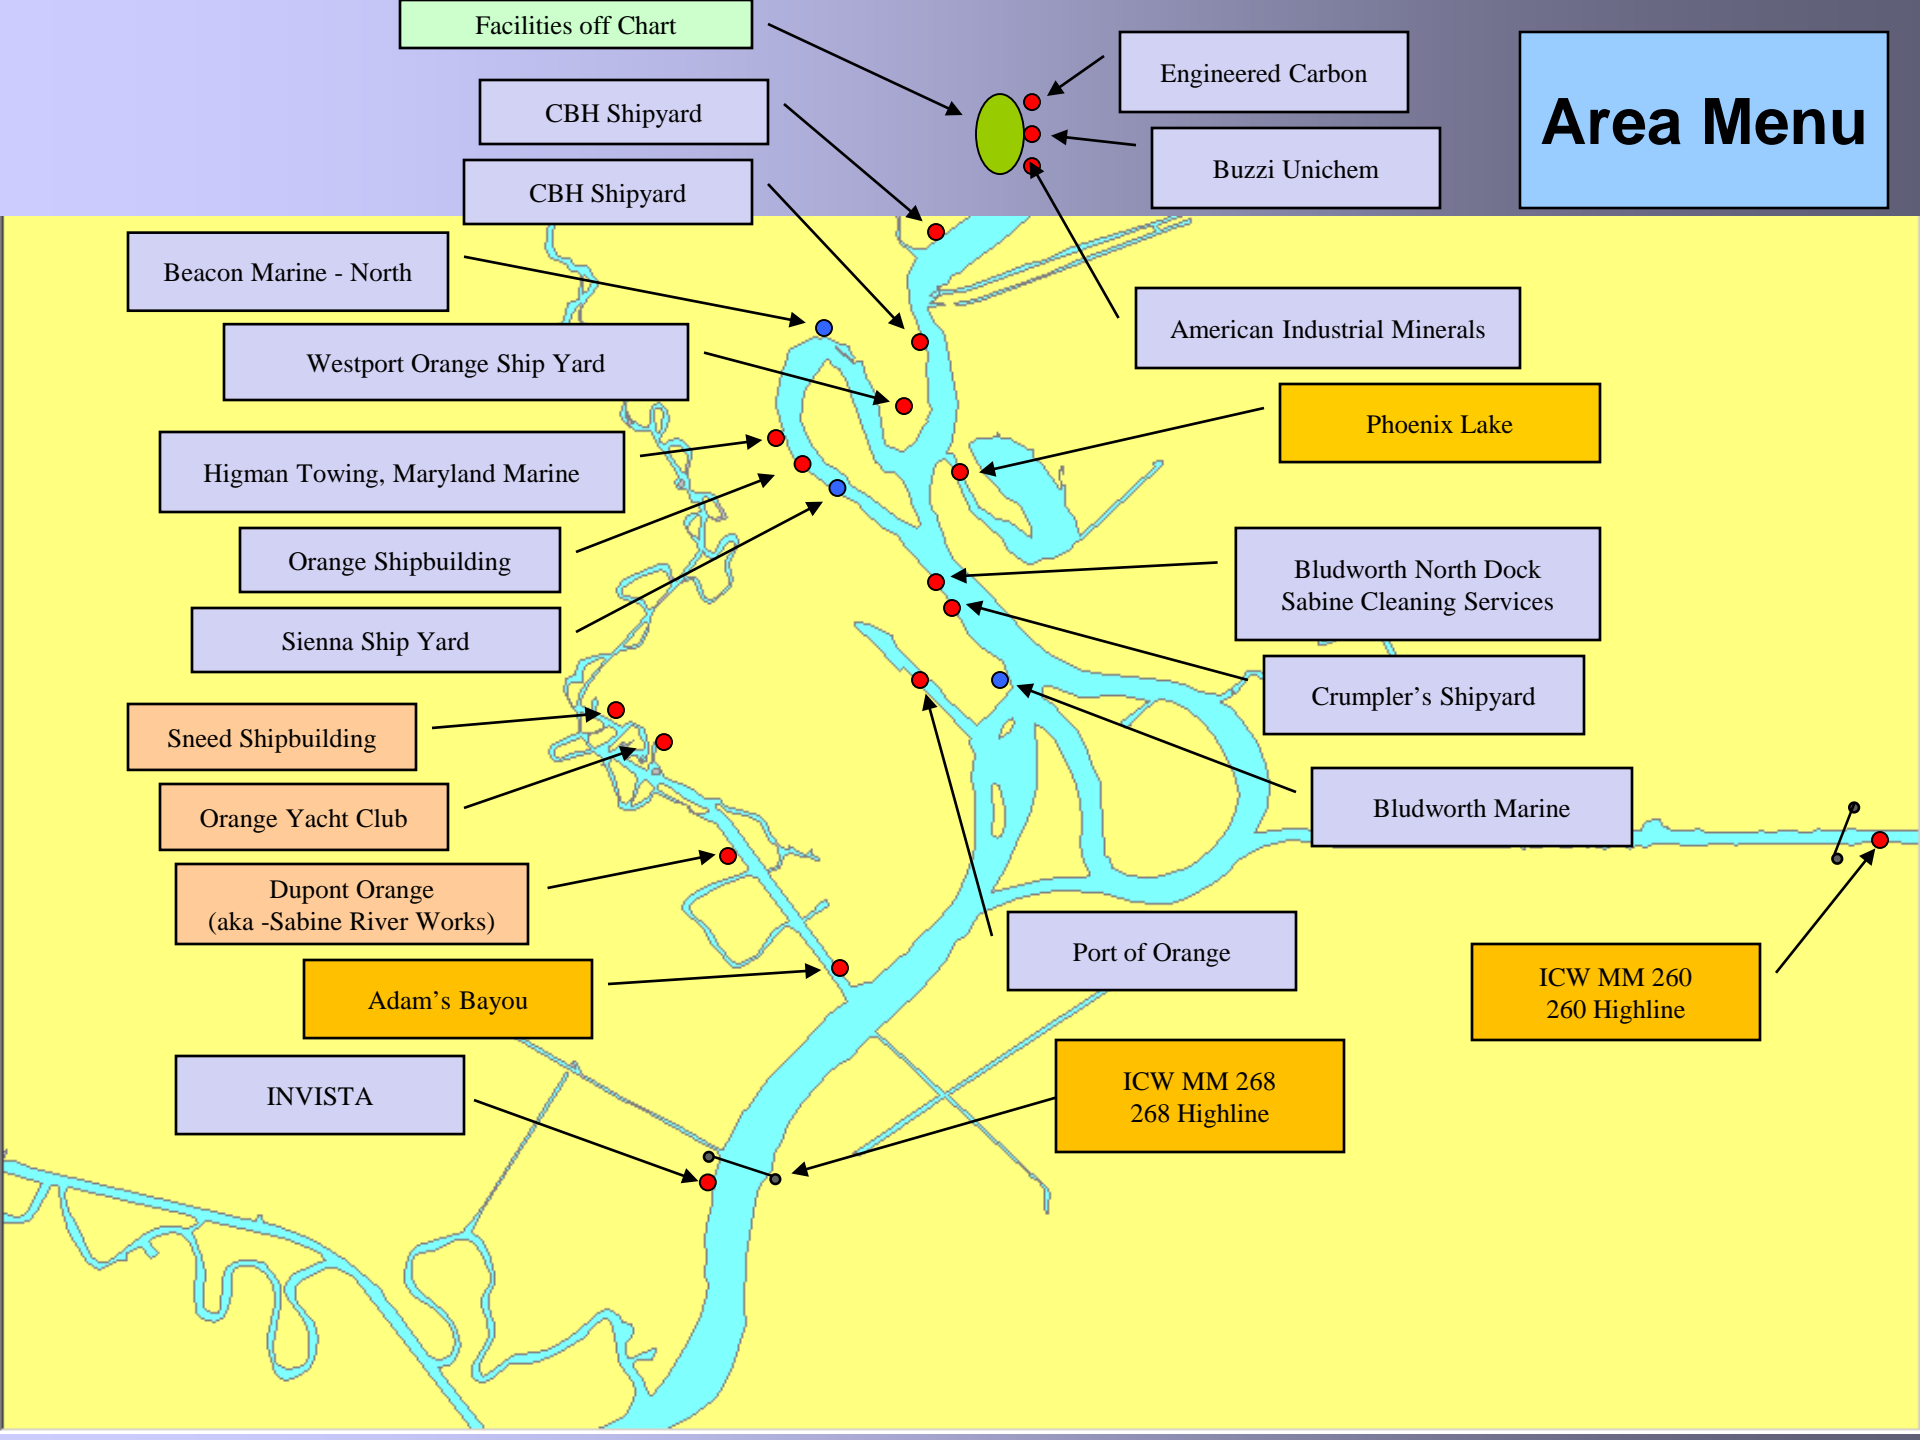 Facilities off Chart
Engineered Carbon
Area Menu
CBH Shipyard
Buzzi Unichem
CBH Shipyard
Beacon Marine - North
American Industrial Minerals
Westport Orange Ship Yard
Phoenix Lake
Higman Towing, Maryland Marine
Orange Shipbuilding
Bludworth North Dock
Sabine Cleaning Services
Sienna Ship Yard
Crumpler’s Shipyard
Sneed Shipbuilding
Orange Yacht Club
Bludworth Marine
Dupont Orange
(aka -Sabine River Works)
Port of Orange
Adam’s Bayou
ICW MM 260
260 Highline
INVISTA
ICW MM 268
268 Highline